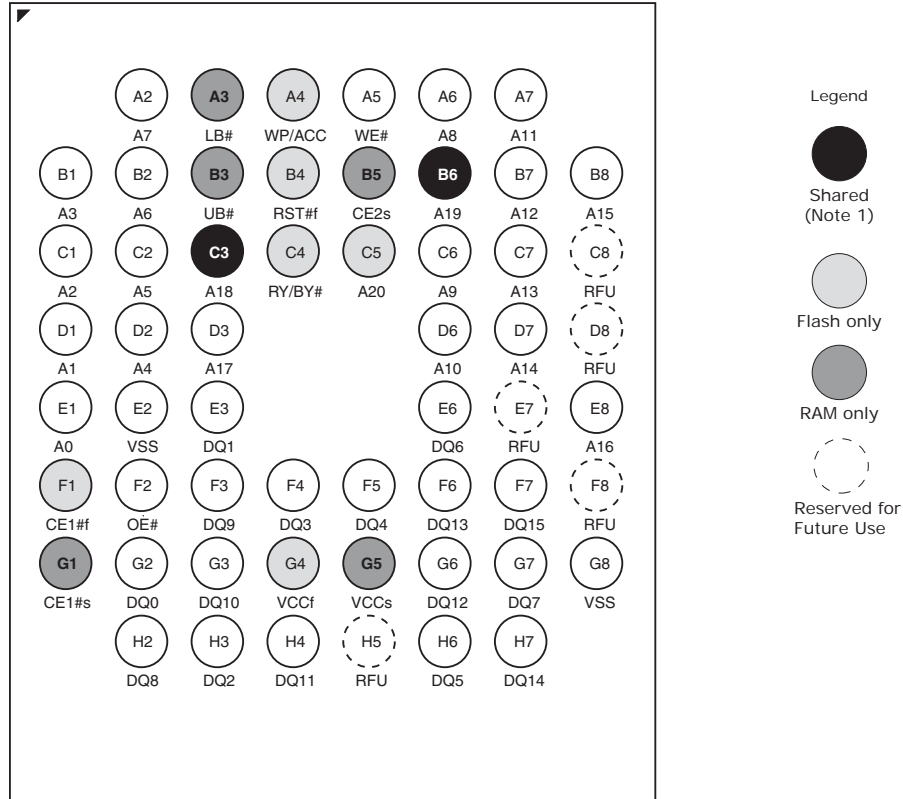 A2 A3 A4 A5 A6 A7
A7 LB# WP/ACC WE# A8 A11
B1 B2 B3 B4 B5 B6 B7 B8
A3 A6 UB# RST#f CE2s A19 A12 A15
C1 C2 C3 C4 C5 C6 C7 C8
A2 A5 A18 RY/BY# A20 A9 A13 RFU
D1 D2 D3 D6 D7 D8
A1 A4 A17 A10 A14 RFU
E1 E2 E3 E6 E7 E8
A0 VSS DQ1 DQ6 RFU A16
F1 F2 F3 F4 F5 F6 F7 F8
CE1#f OE# DQ9 DQ3 DQ4 DQ13 DQ15 RFU
G1 G2 G3 G4 G5 G6 G7 G8
CE1#s DQ0 DQ10 VCCf VCCs DQ12 DQ7 VSS
H2 H3 H4 H5 H6 H7
DQ8 DQ2 DQ11 RFU DQ5 DQ14
Legend
Shared
(Note 1)
Flash only
RAM only
Reserved for
Future Use